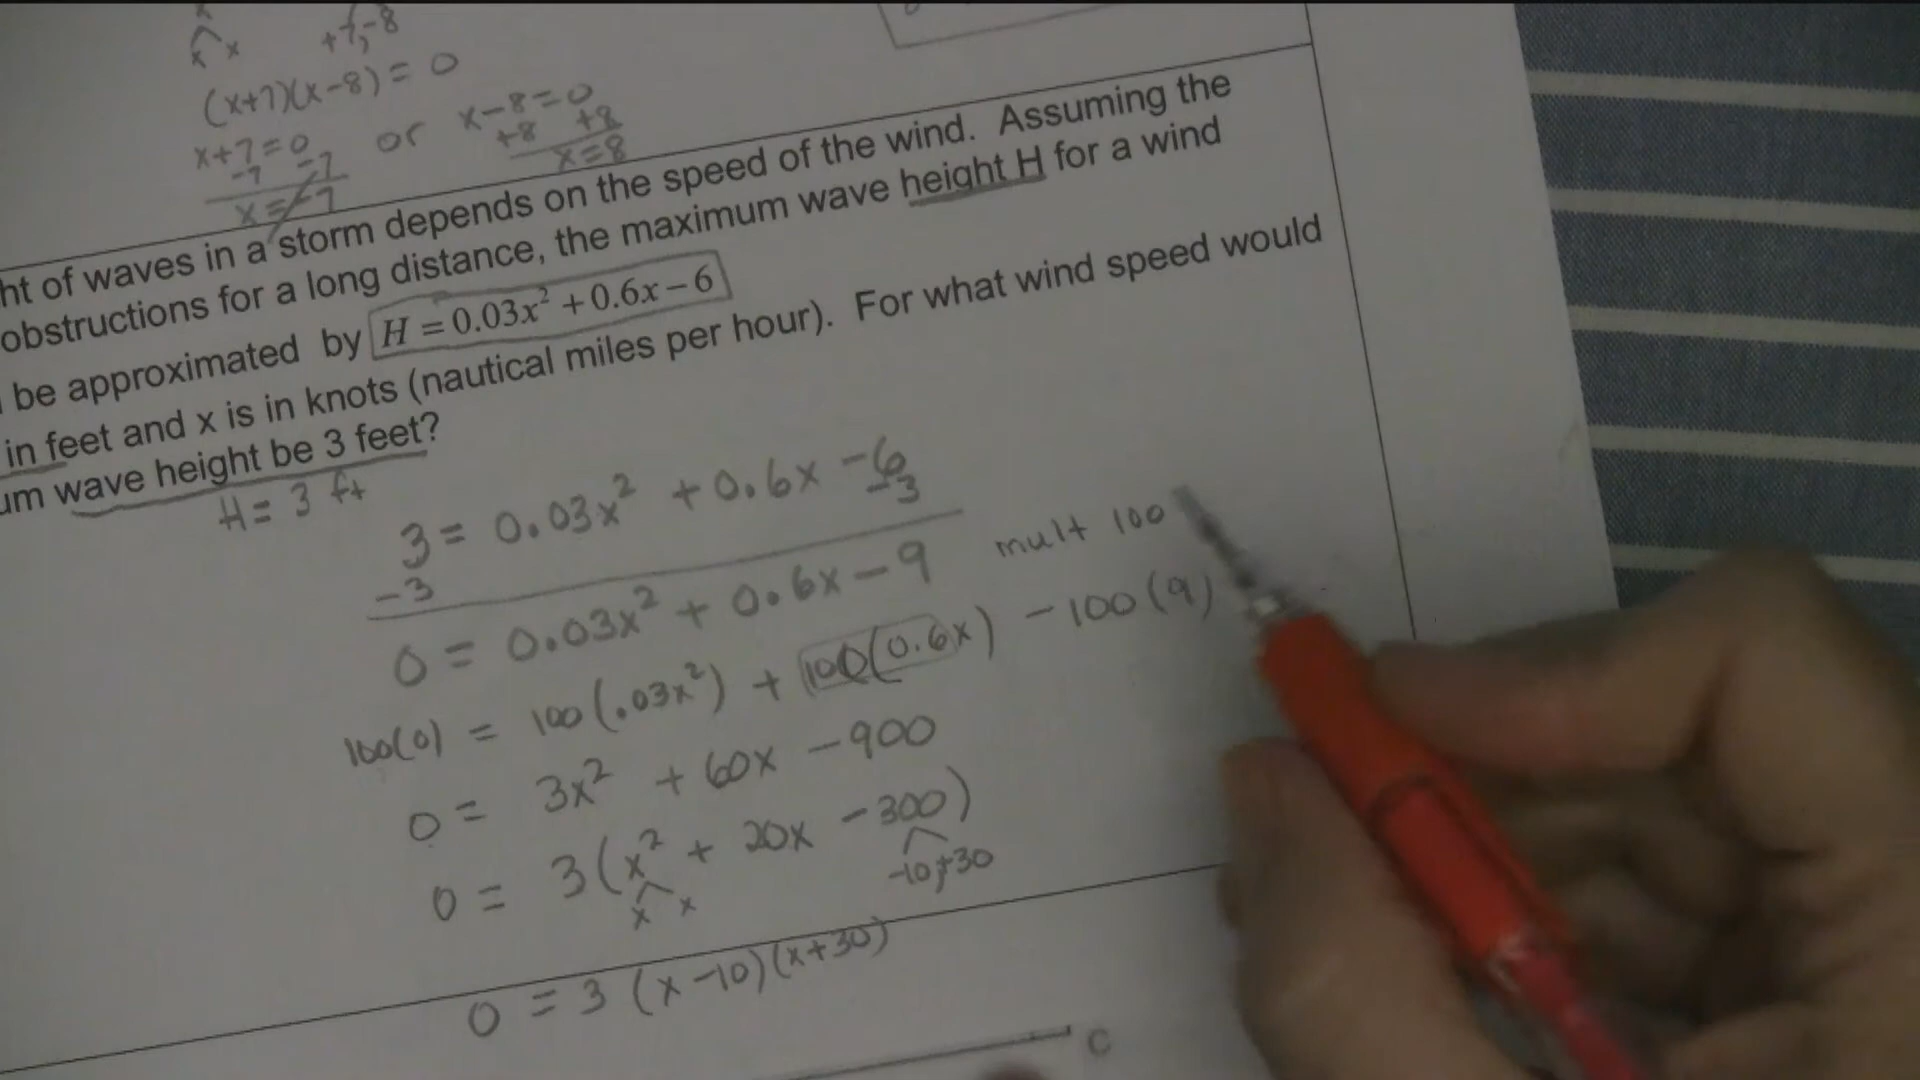 x x +7,-8
(x+7)(x-8) = 0
x+7=0 or x-8=0
-7 -7 +8 +8
x=-7 x=8
ht of waves in a storm depends on the speed of the wind. Assuming the
obstructions for a long distance, the maximum wave height H for a wind
be approximated by H = 0.03x² + 0.6x - 6
in feet and x is in knots (nautical miles per hour). For what wind speed would
um wave height be 3 feet?
H = 3 ft
3 = 0.03x² + 0.6x - 6
-3 -3
0 = 0.03x² + 0.6x - 9 mult 100
100(0) = 100(.03x²) + 100(0.6x) - 100(9)
0 = 3x² + 60x - 900
0 = 3(x² + 20x - 300)
x x -10,+30
0 = 3(x-10)(x+30)
C